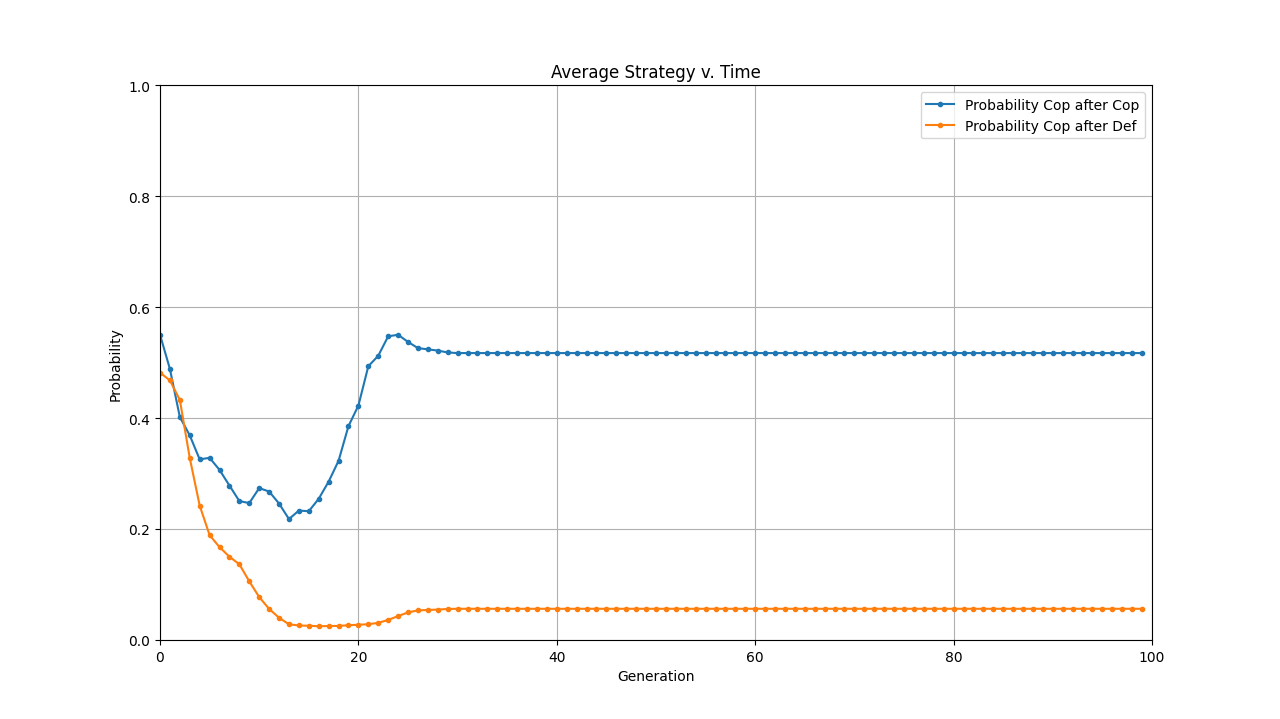 Average Strategy v. Time
1.0
0.8
0.6
0.4
0.2
0.0
Probability
Probability Cop after Cop
Probability Cop after Def
0 20 40 60 80 100
Generation